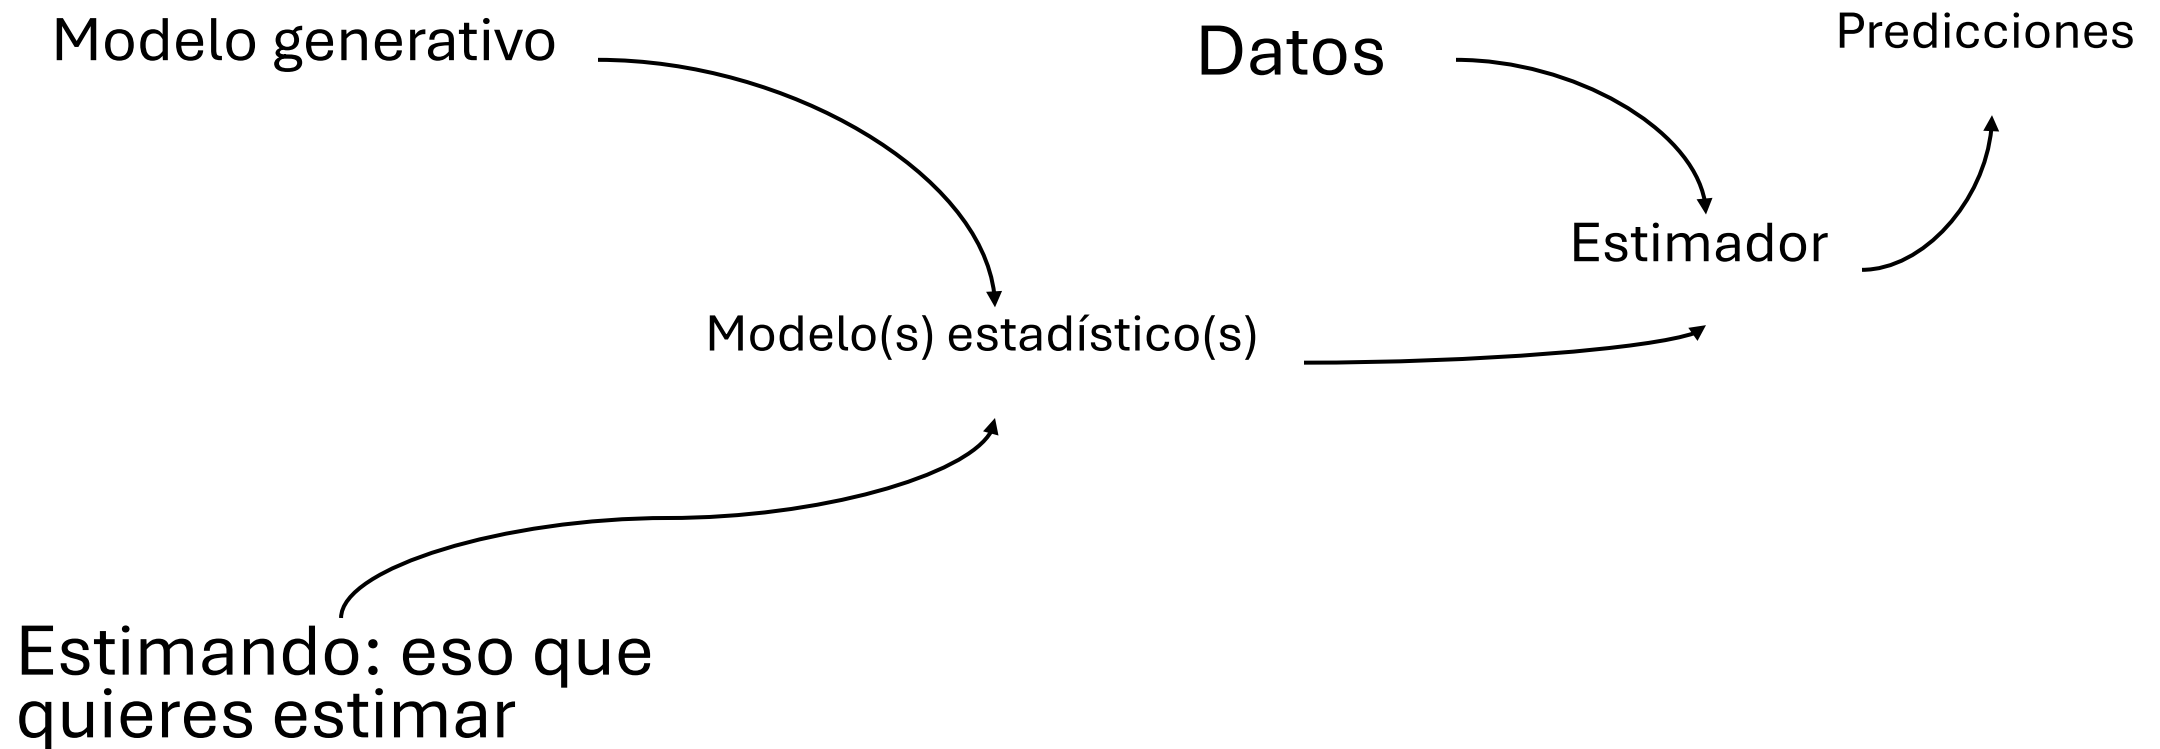 Modelo generativo
Datos
Predicciones
Estimador
Modelo(s) estadístico(s)
Estimando: eso que
quieres estimar